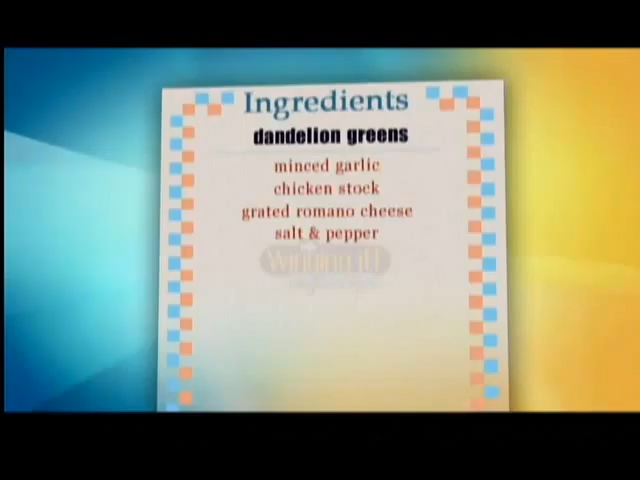 Ingredients
dandelion greens
minced garlic
chicken stock
grated romano cheese
salt & pepper